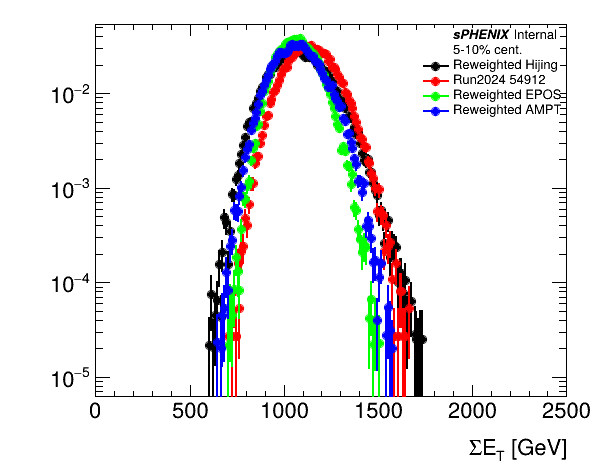 sPHENIX Internal
5-10% cent.
Reweighted Hijing
Run2024 54912
Reweighted EPOS
Reweighted AMPT
10⁻²
10⁻³
10⁻⁴
10⁻⁵
0 500 1000 1500 2000 2500
ΣE_T [GeV]